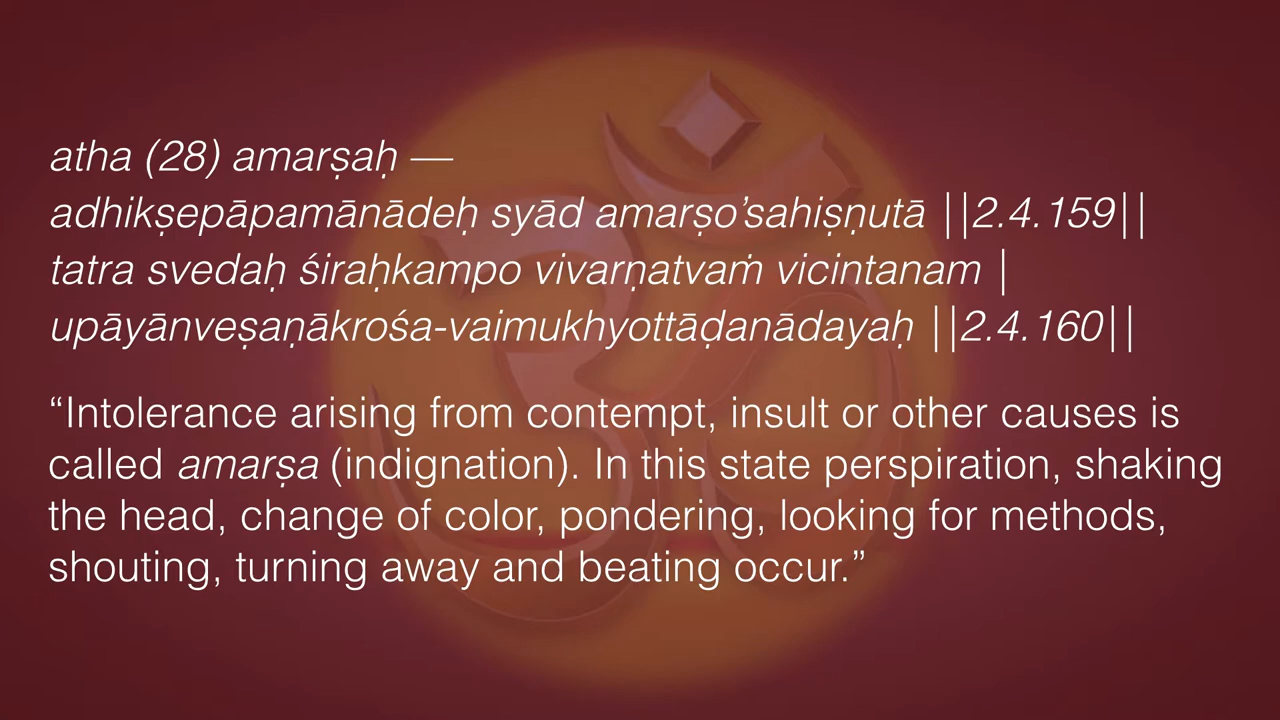 atha (28) amarṣaḥ —
adhikṣepāpamānādeḥ syād amarṣo’sahiṣṇutā ||2.4.159||
tatra svedaḥ śiraḥkampo vivarṇatvaṁ vicintanam |
upāyānveṣaṇākrośa-vaimukhyottāḍanādayaḥ ||2.4.160||
“Intolerance arising from contempt, insult or other causes is
called amarṣa (indignation). In this state perspiration, shaking
the head, change of color, pondering, looking for methods,
shouting, turning away and beating occur.”